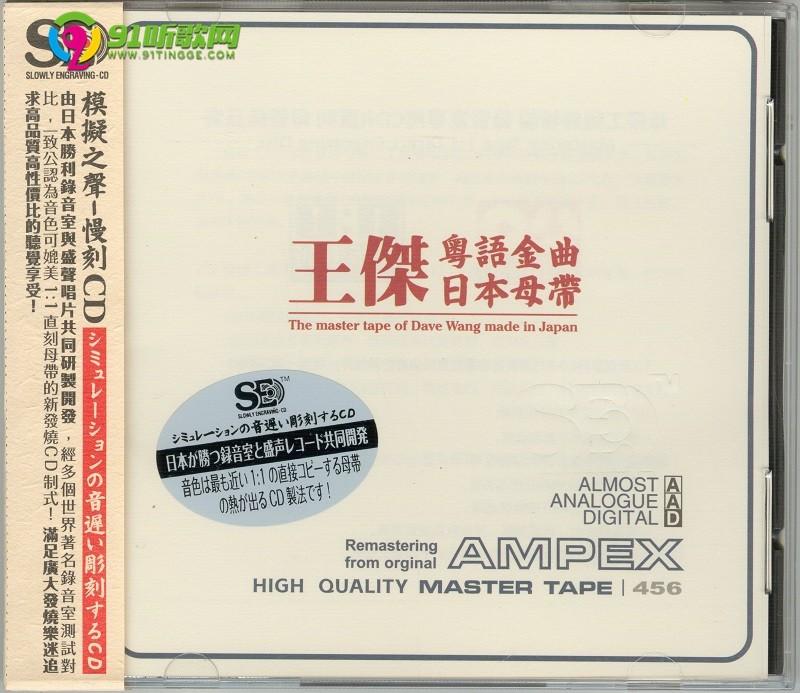 91听歌网
WWW.91TINGGE.COM
SLOWLY ENGRAVING-CD
模擬之聲-慢刻CD
シミュレーションの音遅い彫刻するCD
由日本勝利錄音室與盛聲唱片共同研製開發，經多個世界著名錄音室測試對
比，一致公認為音色可媲美1:1直刻母帶的新發燒CD制式！滿足廣大發燒樂迷追
求高品質高性價比的聽覺享受！
王傑
粵語金曲
日本母帶
The master tape of Dave Wang made in Japan
SE
TM
SLOWLY ENGRAVING-CD
シミュレーションの音遅い彫刻するCD
日本が勝つ録音室と盛声レコード共同開発
音色は最も近い1:1の直接コピーする母帯
の熱が出るCD製法です！
ALMOST A
ANALOGUE A
DIGITAL D
Remastering
from orginal
AMPEX
HIGH QUALITY MASTER TAPE | 456